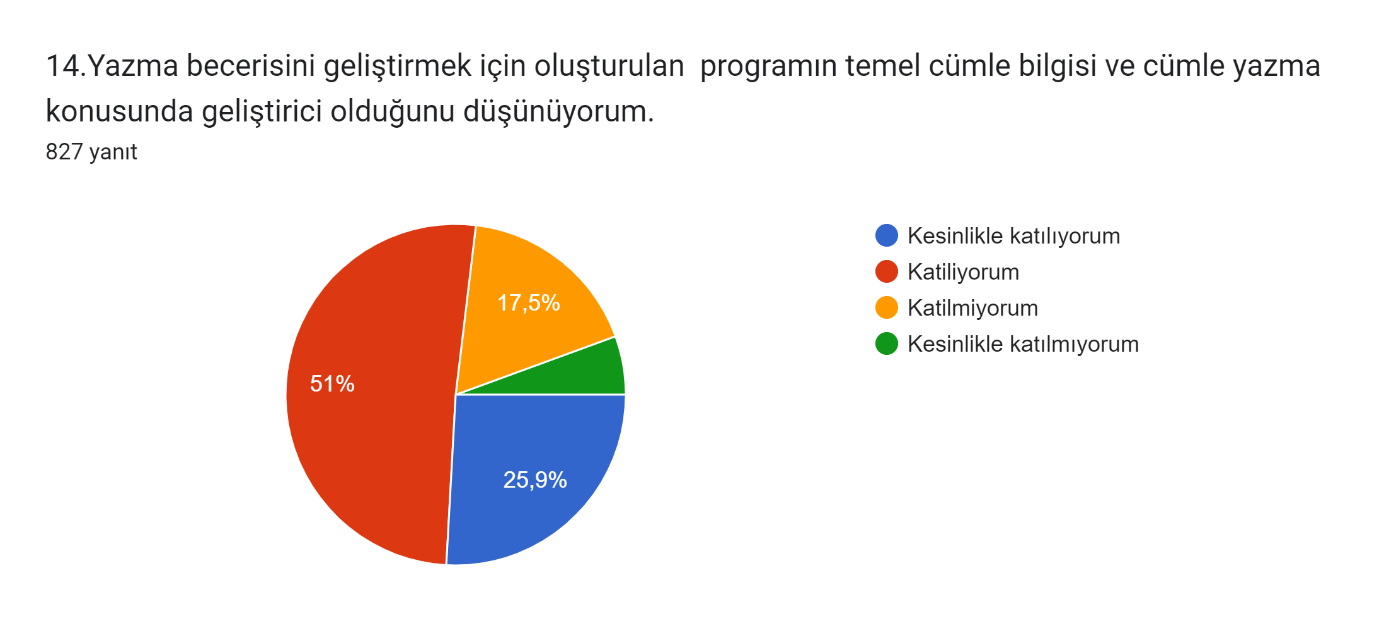 14.Yazma becerisini geliştirmek için oluşturulan  programın temel cümle bilgisi ve cümle yazma
konusunda geliştirici olduğunu düşünüyorum.
827 yanıt
Kesinlikle katılıyorum
Katiliyorum
Katilmiyorum
Kesinlikle katılmıyorum
17,5%
51%
25,9%